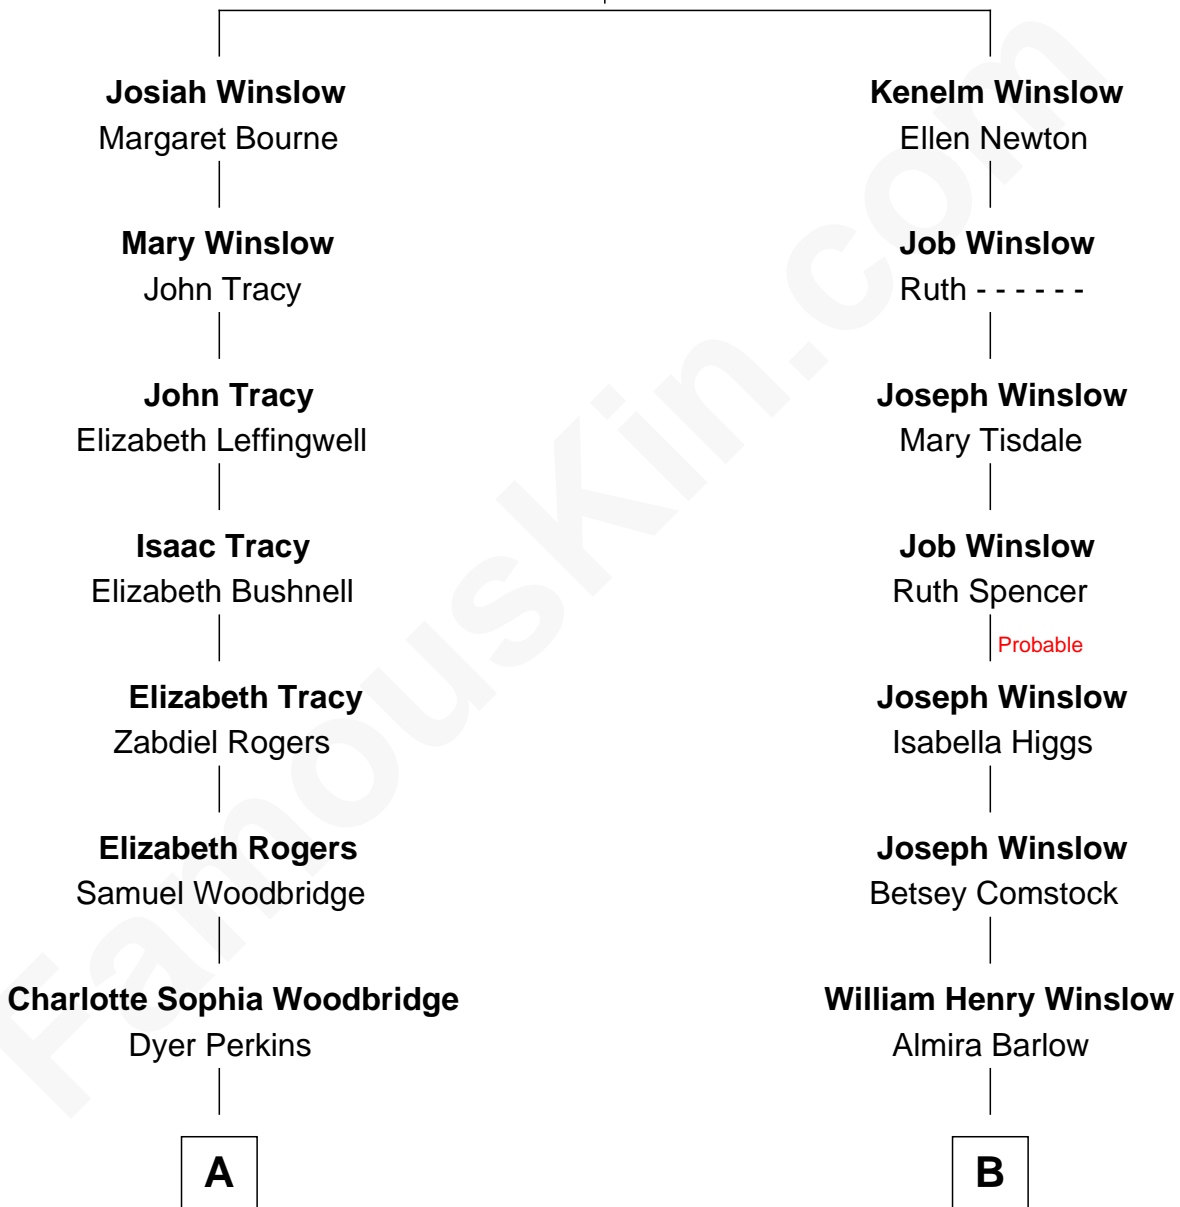 Josiah Winslow
Margaret Bourne
Kenelm Winslow
Ellen Newton
Mary Winslow
John Tracy
Job Winslow
Ruth - - - - - -
John Tracy
Elizabeth Leffingwell
Joseph Winslow
Mary Tisdale
Isaac Tracy
Elizabeth Bushnell
Job Winslow
Ruth Spencer
Probable
Elizabeth Tracy
Zabdiel Rogers
Joseph Winslow
Isabella Higgs
Elizabeth Rogers
Samuel Woodbridge
Joseph Winslow
Betsey Comstock
Charlotte Sophia Woodbridge
Dyer Perkins
William Henry Winslow
Almira Barlow
A
B
FamousKin.com